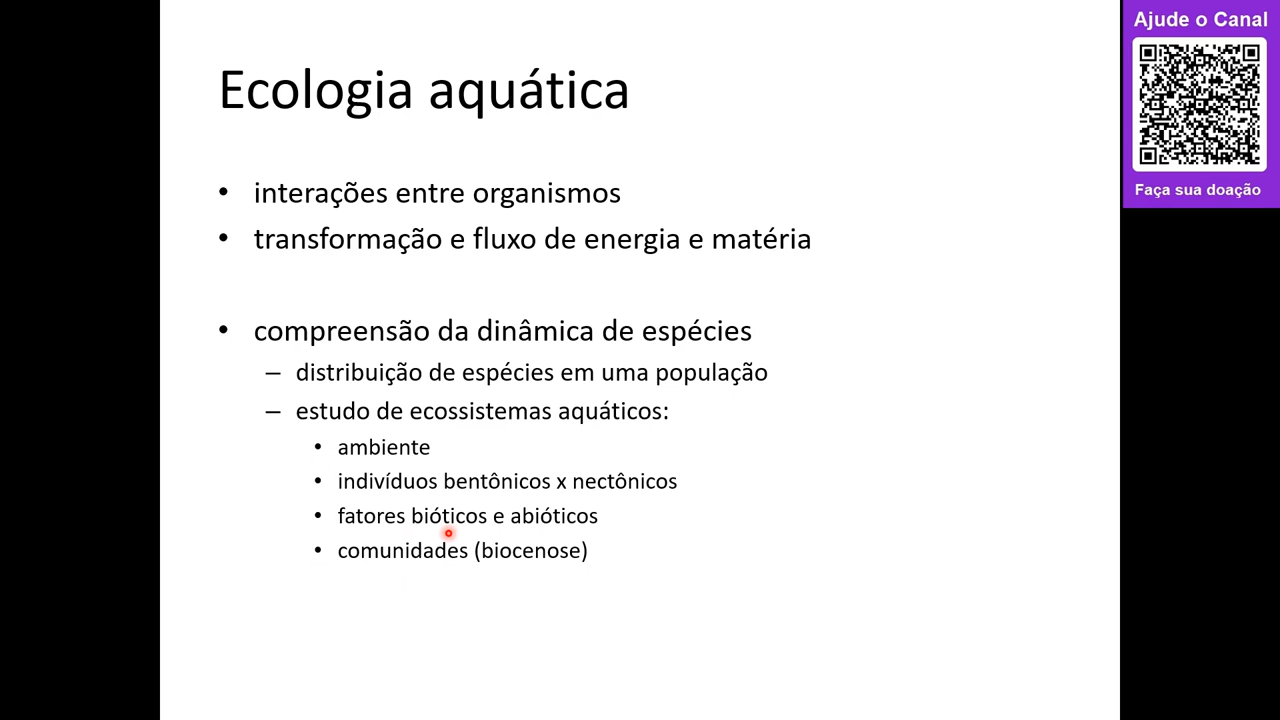 Ecologia aquática
• interações entre organismos
• transformação e fluxo de energia e matéria
• compreensão da dinâmica de espécies
– distribuição de espécies em uma população
– estudo de ecossistemas aquáticos:
• ambiente
• indivíduos bentônicos x nectônicos
• fatores bióticos e abióticos
• comunidades (biocenose)
Ajude o Canal
Faça sua doação